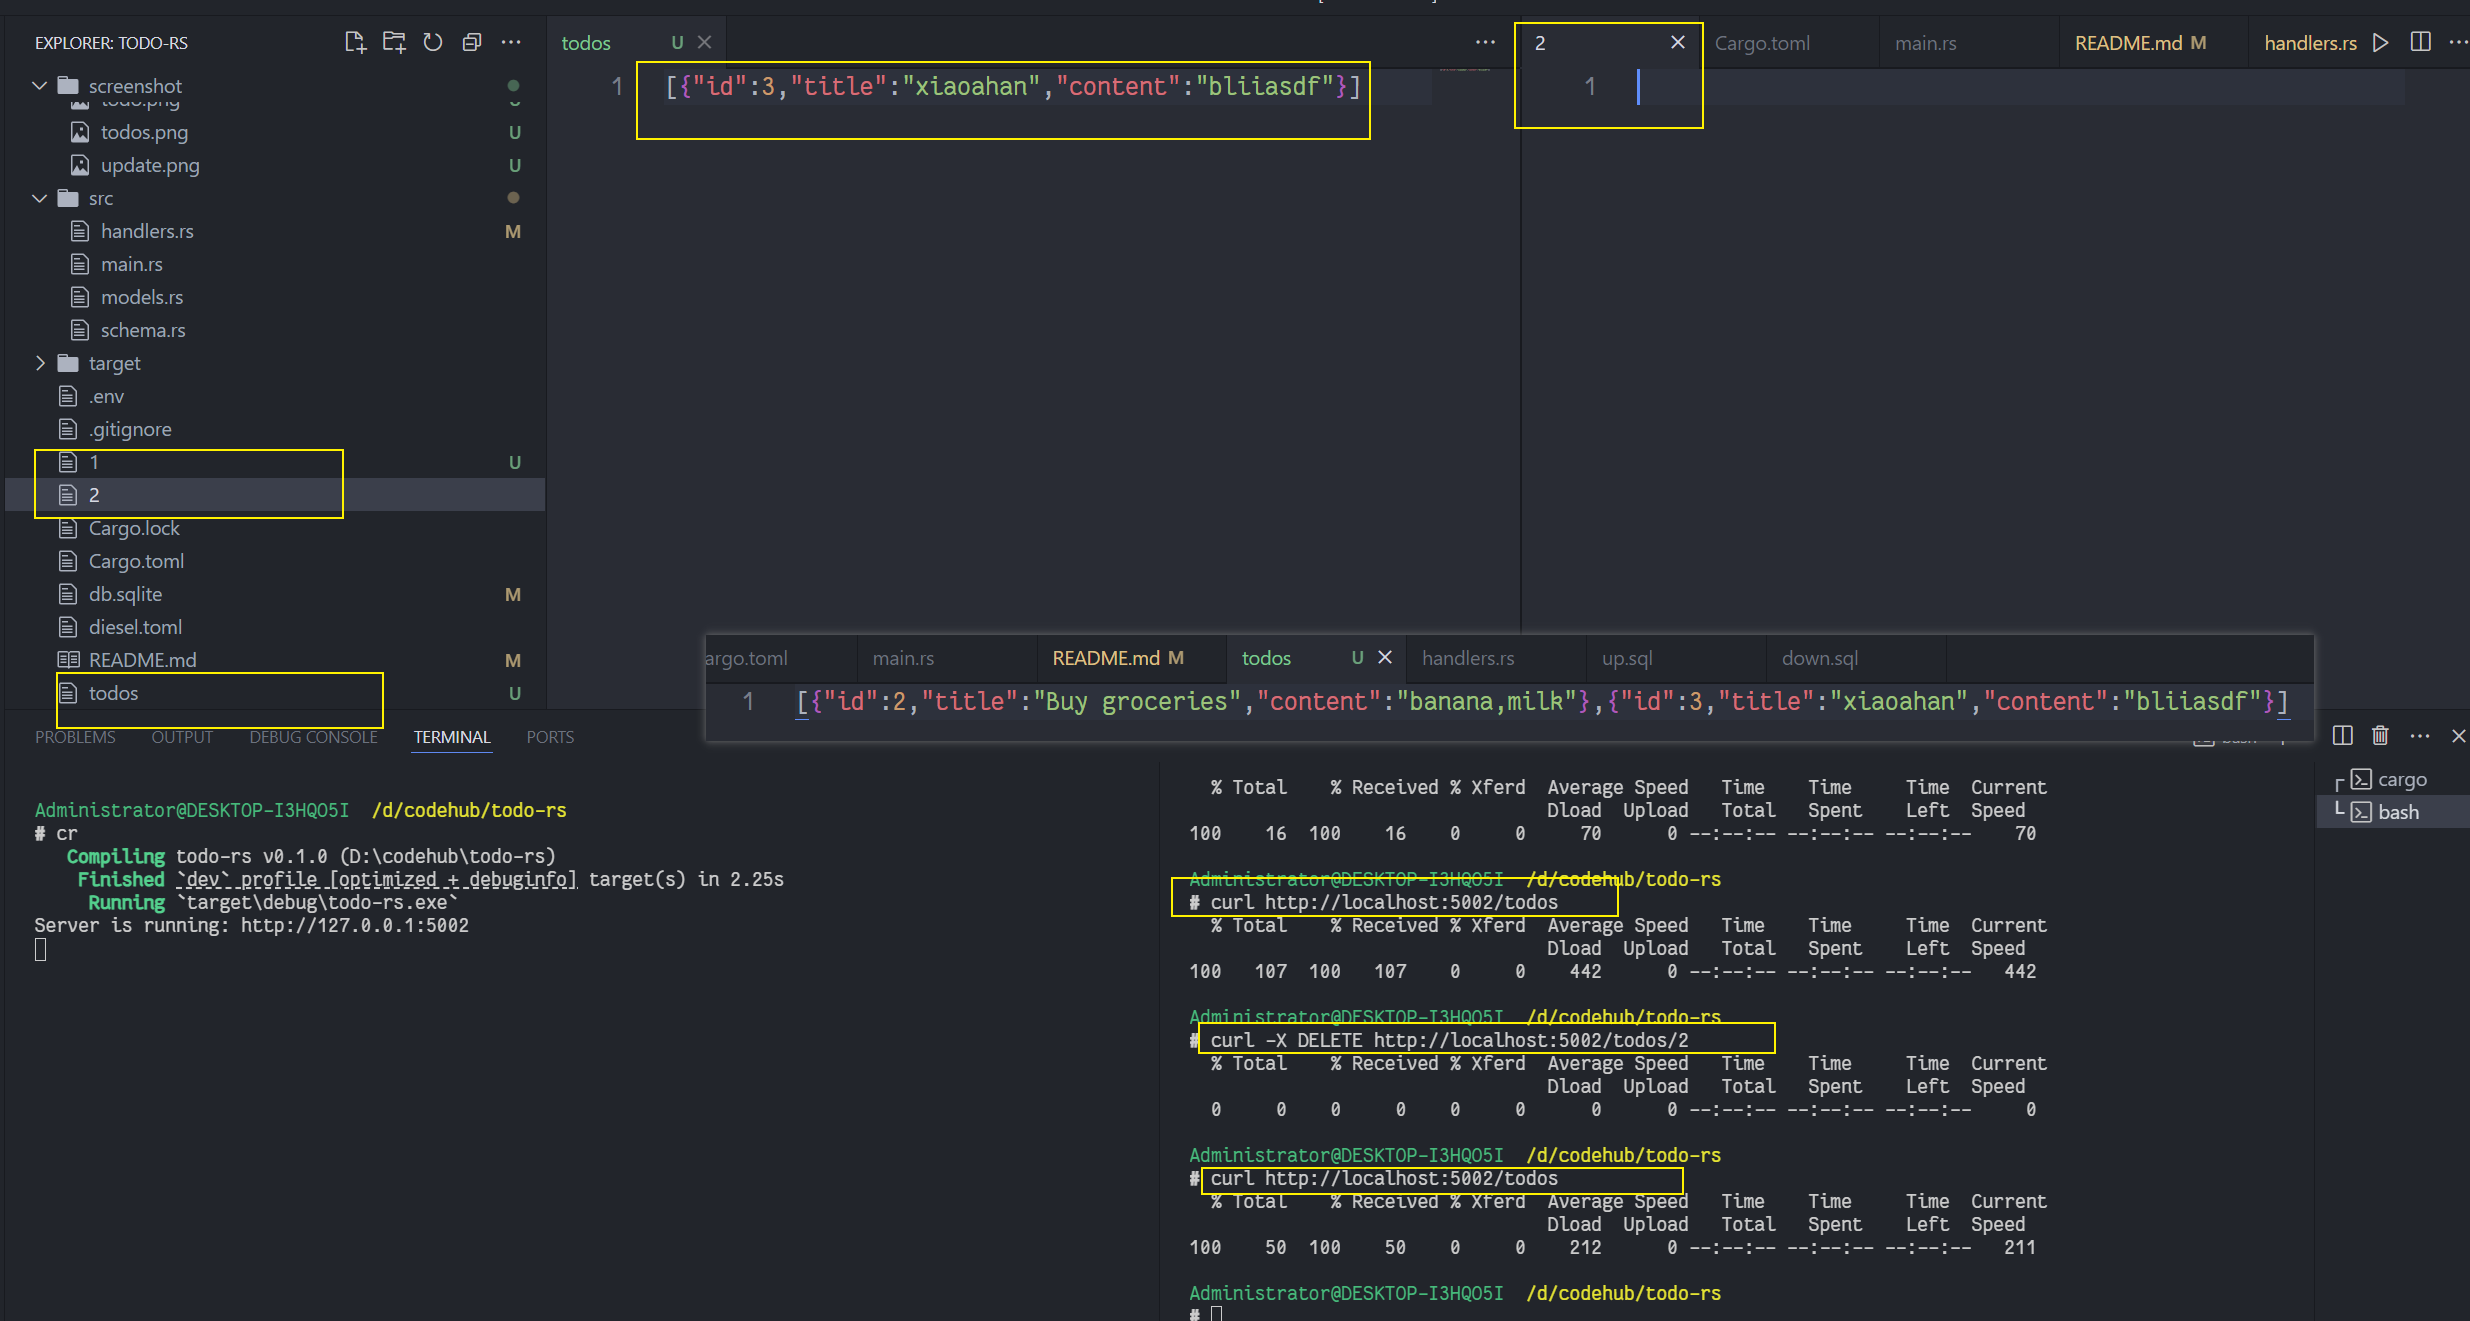 EXPLORER: TODO-RS
screenshot
todo.png
todos.png U
update.png U
src
handlers.rs M
main.rs
models.rs
schema.rs
target
.env
.gitignore
1 U
2
Cargo.lock
Cargo.toml
db.sqlite M
diesel.toml
README.md M
todos U
todos U
1 [{"id":3,"title":"xiaoahan","content":"bliiasdf"}]
2 Cargo.toml main.rs README.md M handlers.rs
1
argo.toml main.rs README.md M todos U handlers.rs up.sql down.sql
1 [{"id":2,"title":"Buy groceries","content":"banana,milk"},{"id":3,"title":"xiaoahan","content":"bliiasdf"}]
PROBLEMS OUTPUT DEBUG CONSOLE TERMINAL PORTS
Administrator@DESKTOP-I3HQO5I /d/codehub/todo-rs
# cr
Compiling todo-rs v0.1.0 (D:\codehub\todo-rs)
Finished `dev` profile [optimized + debuginfo] target(s) in 2.25s
Running `target\debug\todo-rs.exe`
Server is running: http://127.0.0.1:5002
% Total % Received % Xferd Average Speed Time Time Time Current
Dload Upload Total Spent Left Speed
100 16 100 16 0 0 70 0 --:--:-- --:--:-- --:--:-- 70
Administrator@DESKTOP-I3HQO5I /d/codehub/todo-rs
# curl http://localhost:5002/todos
% Total % Received % Xferd Average Speed Time Time Time Current
Dload Upload Total Spent Left Speed
100 107 100 107 0 0 442 0 --:--:-- --:--:-- --:--:-- 442
Administrator@DESKTOP-I3HQO5I /d/codehub/todo-rs
# curl -X DELETE http://localhost:5002/todos/2
% Total % Received % Xferd Average Speed Time Time Time Current
Dload Upload Total Spent Left Speed
0 0 0 0 0 0 0 0 --:--:-- --:--:-- --:--:-- 0
Administrator@DESKTOP-I3HQO5I /d/codehub/todo-rs
# curl http://localhost:5002/todos
% Total % Received % Xferd Average Speed Time Time Time Current
Dload Upload Total Spent Left Speed
100 50 100 50 0 0 212 0 --:--:-- --:--:-- --:--:-- 211
Administrator@DESKTOP-I3HQO5I /d/codehub/todo-rs
#
cargo
bash